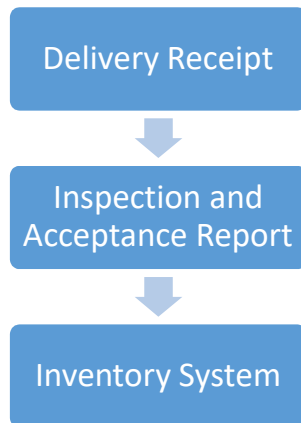 Delivery Receipt
Inspection and
Acceptance Report
Inventory System